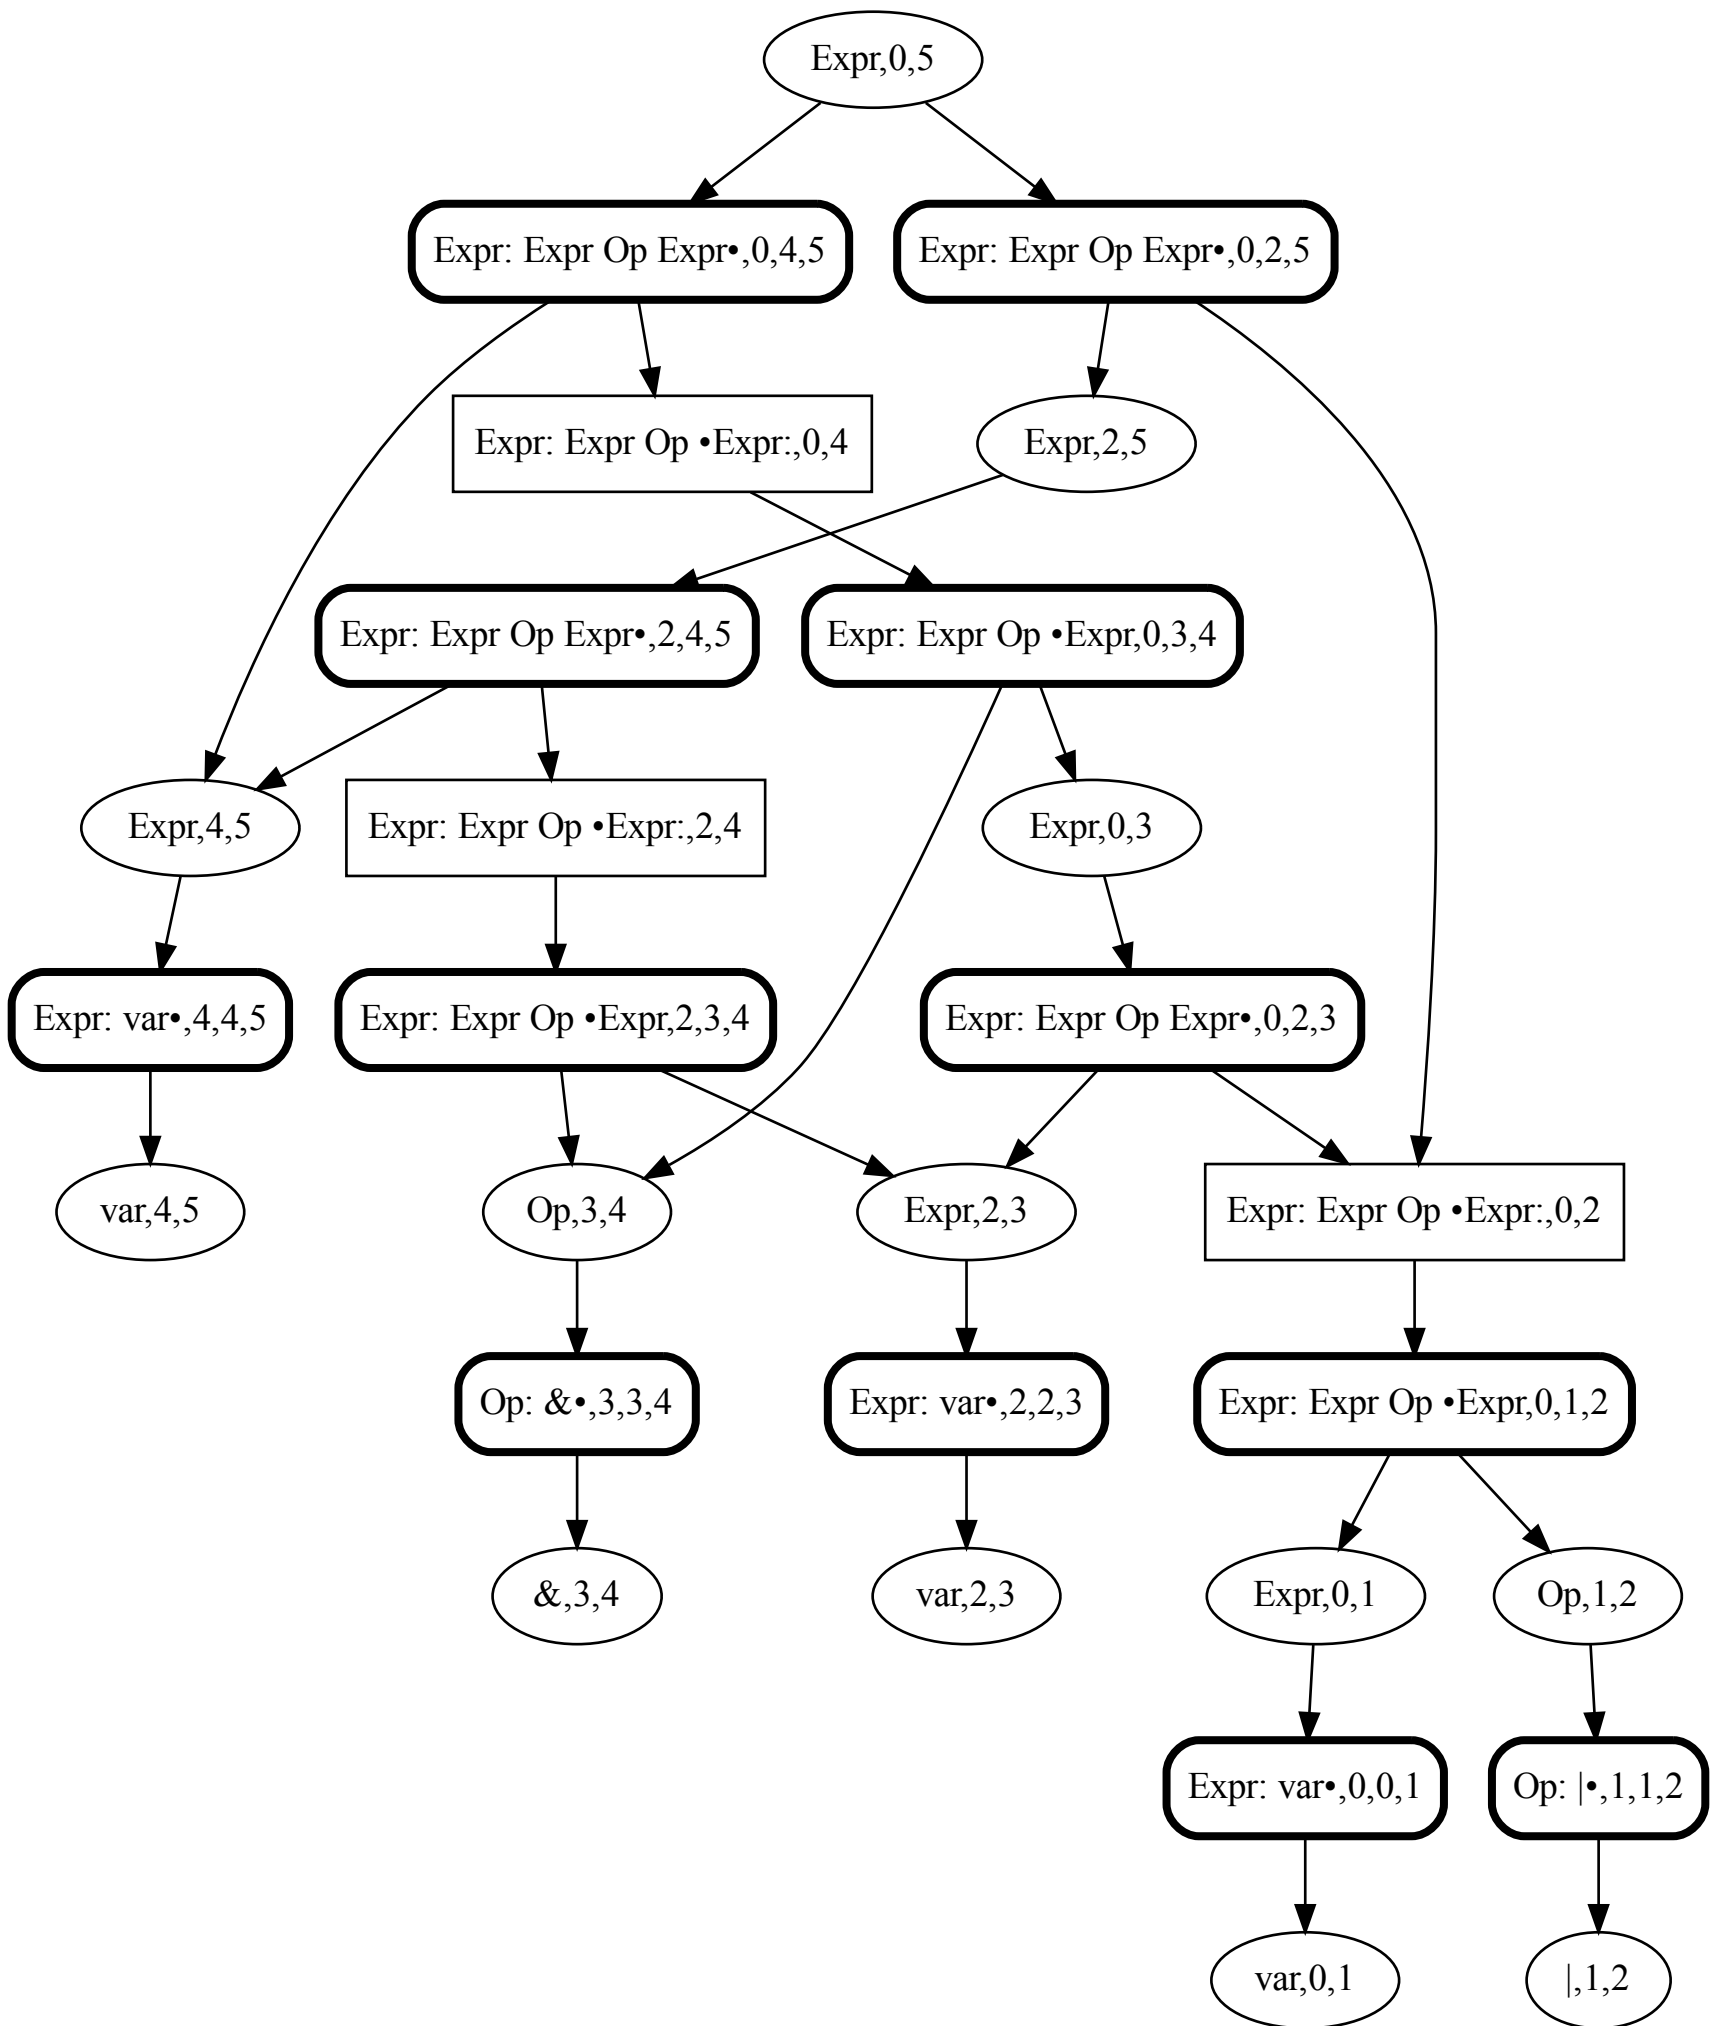 Expr,0,5
Expr: Expr Op Expr•,0,4,5
Expr: Expr Op Expr•,0,2,5
Expr: Expr Op •Expr:,0,4
Expr,2,5
Expr: Expr Op Expr•,2,4,5
Expr: Expr Op •Expr,0,3,4
Expr,4,5
Expr: Expr Op •Expr:,2,4
Expr,0,3
Expr: var•,4,4,5
Expr: Expr Op •Expr,2,3,4
Expr: Expr Op Expr•,0,2,3
var,4,5
Op,3,4
Expr,2,3
Expr: Expr Op •Expr:,0,2
Op: &•,3,3,4
Expr: var•,2,2,3
Expr: Expr Op •Expr,0,1,2
&,3,4
var,2,3
Expr,0,1
Op,1,2
Expr: var•,0,0,1
Op: |•,1,1,2
var,0,1
|,1,2